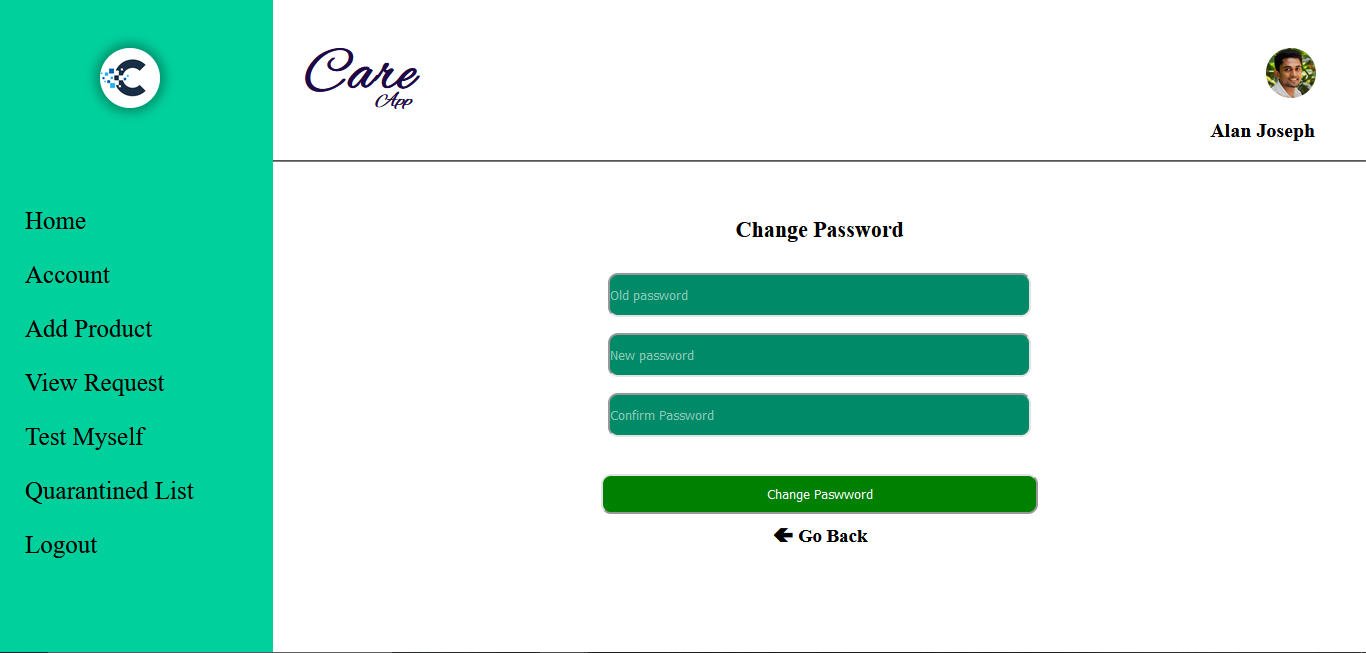 Care
App
Alan Joseph
Home
Account
Add Product
View Request
Test Myself
Quarantined List
Logout
Change Password
Old password
New password
Confirm Password
Change Paswword
Go Back